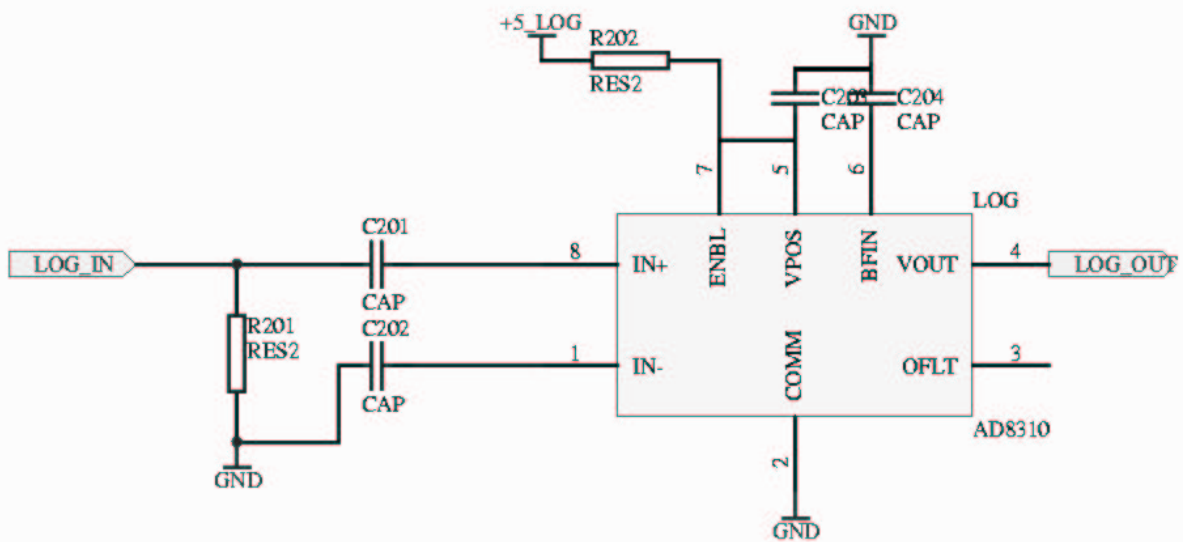 +5_LOG
GND
R202
RES2
C203
CAP
C204
CAP
7
5
6
LOG
C201
CAP
LOG_IN
8
IN+
ENBL
VPOS
BFIN
VOUT
4
LOG_OUT
R201
RES2
C202
CAP
1
IN-
COMM
OFLT
3
AD8310
2
GND
GND